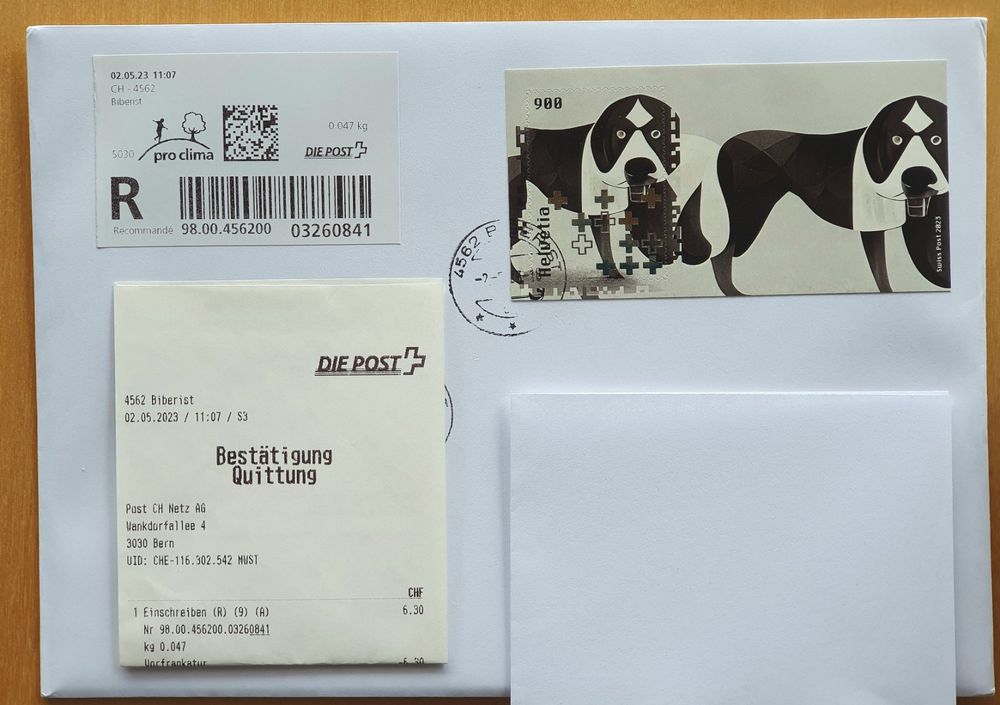 02.05.23 11:07
CH - 4562
Biberist
5030
pro clima
0.047 kg
DIE POST
R
Recommandé
98.00.456200
03260841
900
Helvetia
Swiss Post 2023
4562
DIE POST
4562 Biberist
02.05.2023 / 11:07 / S3
Bestätigung
Quittung
Post CH Netz AG
Wankdorfallee 4
3030 Bern
UID: CHE-116.302.542 MWST
CHF
1 Einschreiben (R) (9) (A) 6.30
Nr 98.00.456200.03260841
kg 0.047
Vorfrankatur -6.30